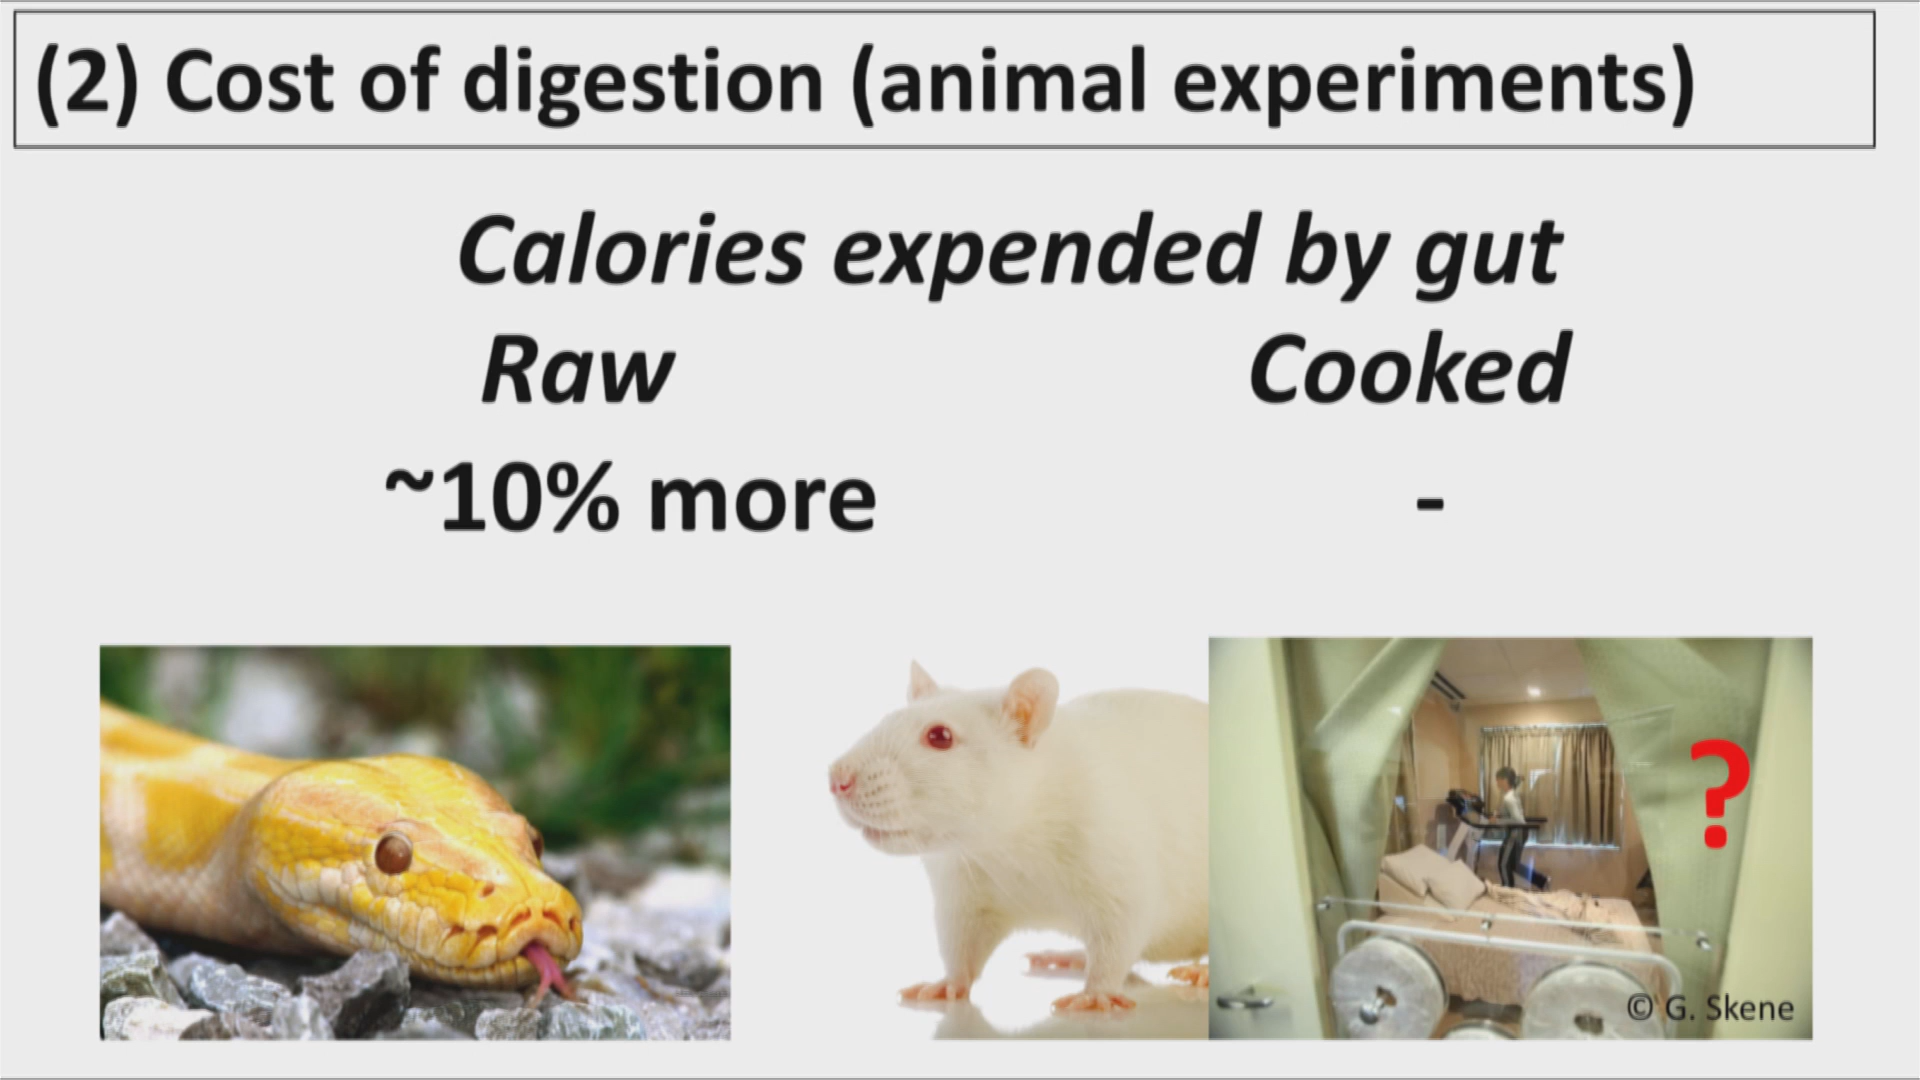 (2) Cost of digestion (animal experiments)
Calories expended by gut
Raw Cooked
~10% more -
?
© G. Skene